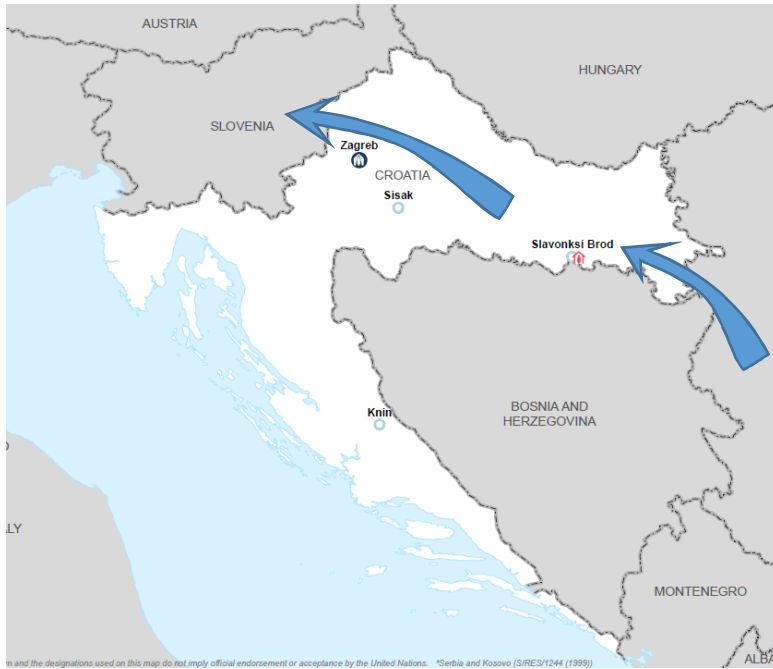 AUSTRIA
HUNGARY
SLOVENIA
Zagreb
CROATIA
Sisak
Slavonksi Brod
Knin
BOSNIA AND
HERZEGOVINA
LY
MONTENEGRO
ALBA
n and the designations used on this map do not imply official endorsement or acceptance by the United Nations. *Serbia and Kosovo (S/RES/1244 (1999))